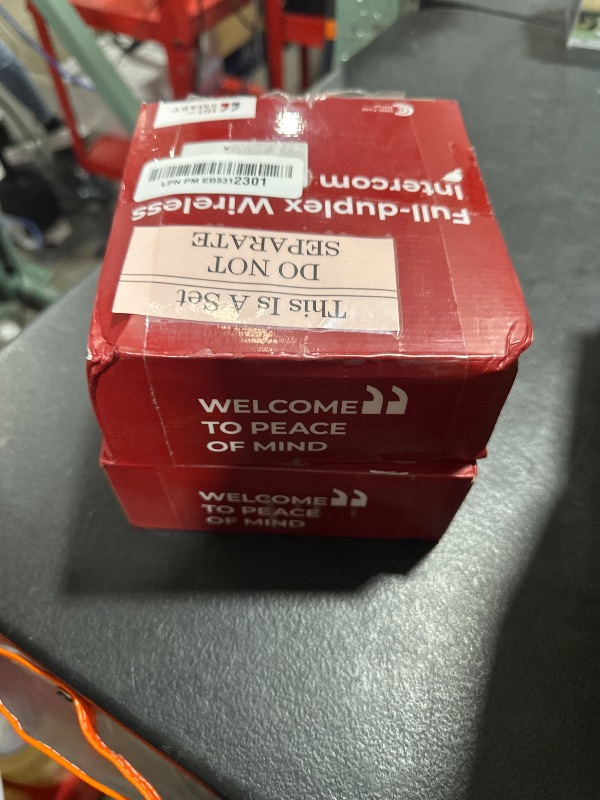 LPN PM EB5312301
Full-duplex Wireless
Intercom
This Is A Set
DO NOT
SEPARATE
WELCOME
TO PEACE
OF MIND
WELCOME
TO PEACE
OF MIND